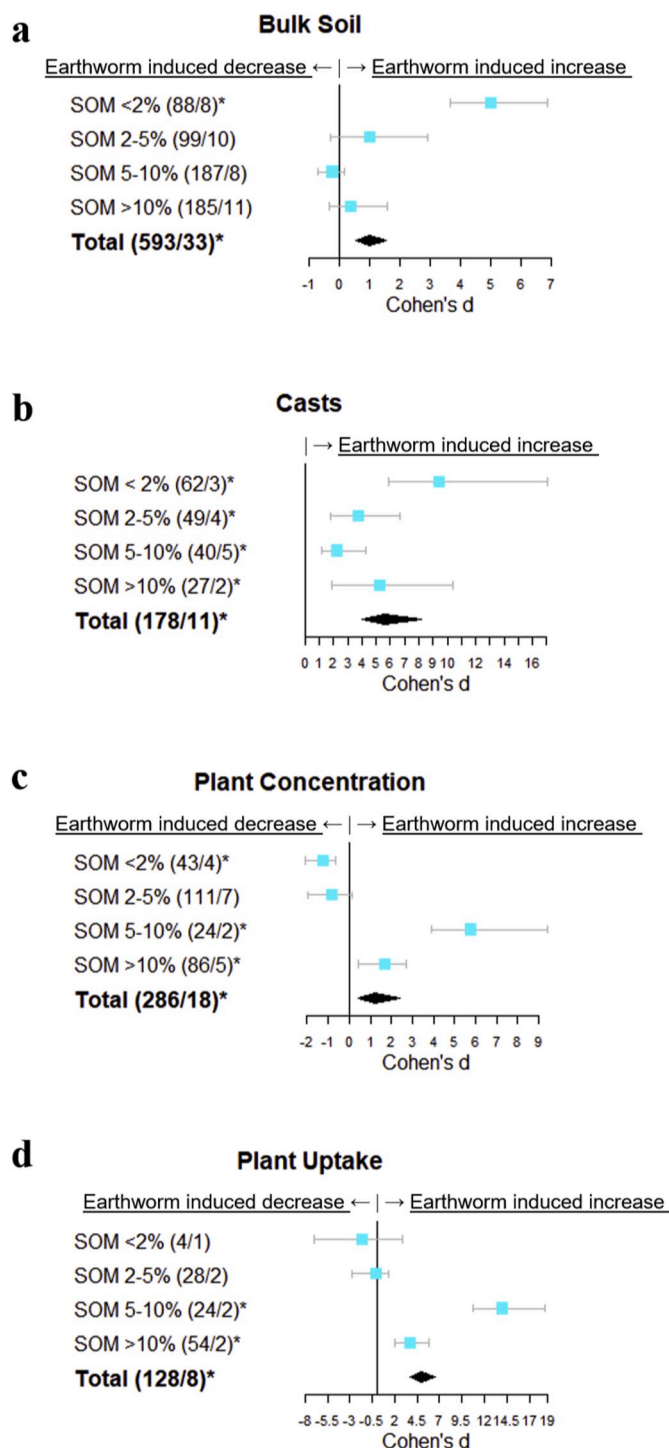 a
Bulk Soil
Earthworm induced decrease ← | → Earthworm induced increase
SOM <2% (88/8)*
SOM 2-5% (99/10)
SOM 5-10% (187/8)
SOM >10% (185/11)
Total (593/33)*
-1 0 1 2 3 4 5 6 7
Cohen's d
b
Casts
| → Earthworm induced increase
SOM < 2% (62/3)*
SOM 2-5% (49/4)*
SOM 5-10% (40/5)*
SOM >10% (27/2)*
Total (178/11)*
0 1 2 3 4 5 6 7 8 10 12 14 16
Cohen's d
c
Plant Concentration
Earthworm induced decrease ← | → Earthworm induced increase
SOM <2% (43/4)*
SOM 2-5% (111/7)
SOM 5-10% (24/2)*
SOM >10% (86/5)*
Total (286/18)*
-2 -1 0 1 2 3 4 5 6 7 8 9
Cohen's d
d
Plant Uptake
Earthworm induced decrease ← | → Earthworm induced increase
SOM <2% (4/1)
SOM 2-5% (28/2)
SOM 5-10% (24/2)*
SOM >10% (54/2)*
Total (128/8)*
-8 -5.5 -3 -0.5 2 4.5 7 9.5 12 14.5 17 19
Cohen's d